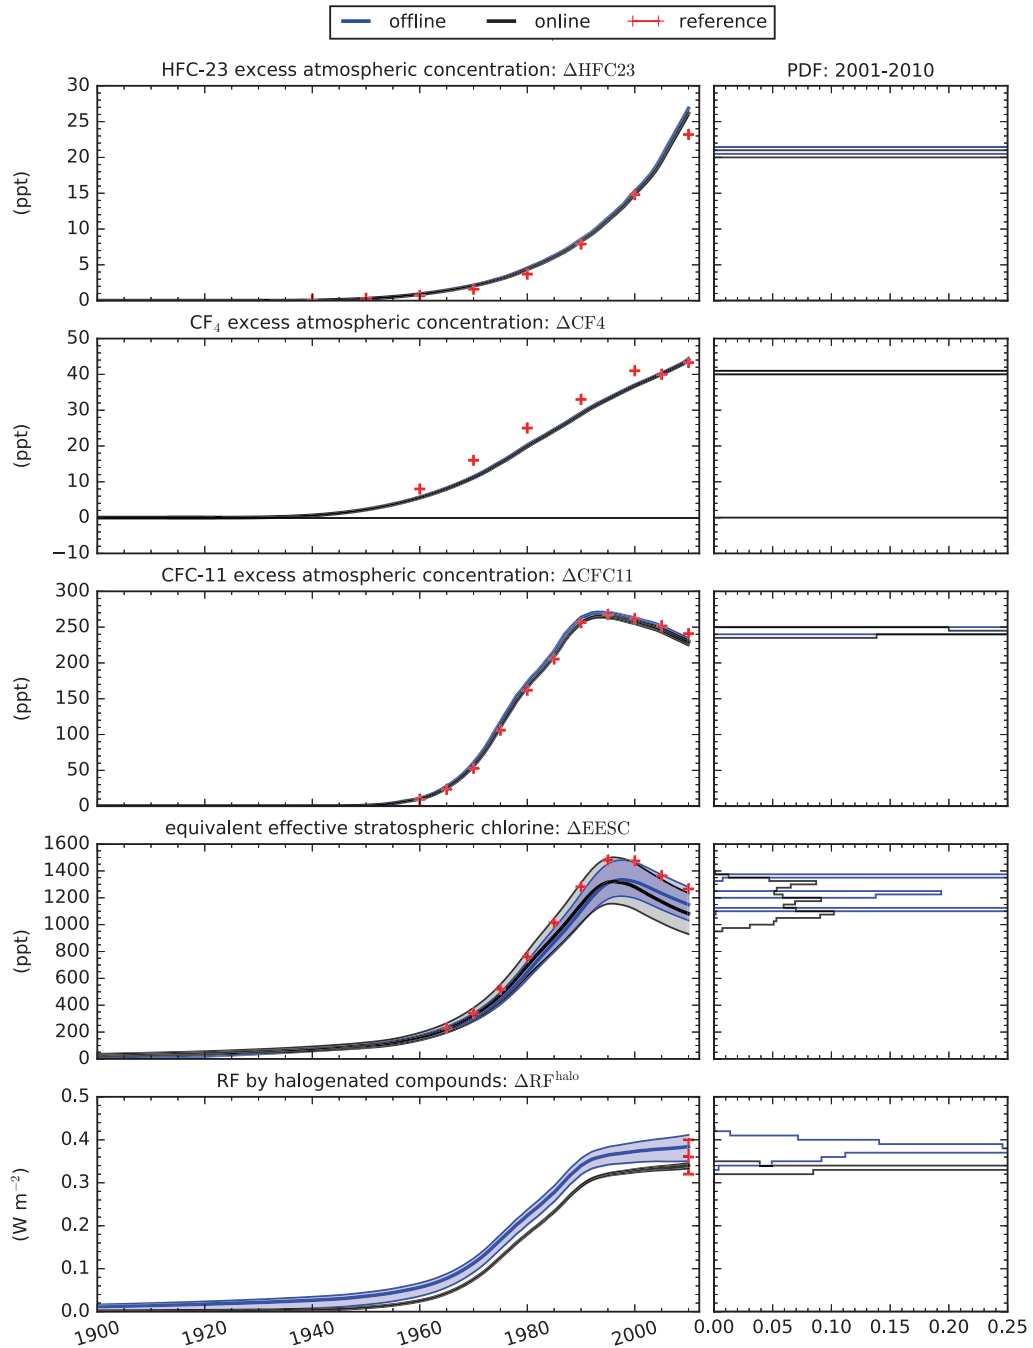 offline online reference
HFC-23 excess atmospheric concentration: ΔHFC23
PDF: 2001-2010
30
25
20
15
10
5
0
(ppt)
CF₄ excess atmospheric concentration: ΔCF4
50
40
30
20
10
0
−10
(ppt)
CFC-11 excess atmospheric concentration: ΔCFC11
300
250
200
150
100
50
0
(ppt)
equivalent effective stratospheric chlorine: ΔEESC
1600
1400
1200
1000
800
600
400
200
0
(ppt)
RF by halogenated compounds: ΔRF^halo
0.5
0.4
0.3
0.2
0.1
0.0
(W m⁻²)
1900 1920 1940 1960 1980 2000
0.00 0.05 0.10 0.15 0.20 0.25